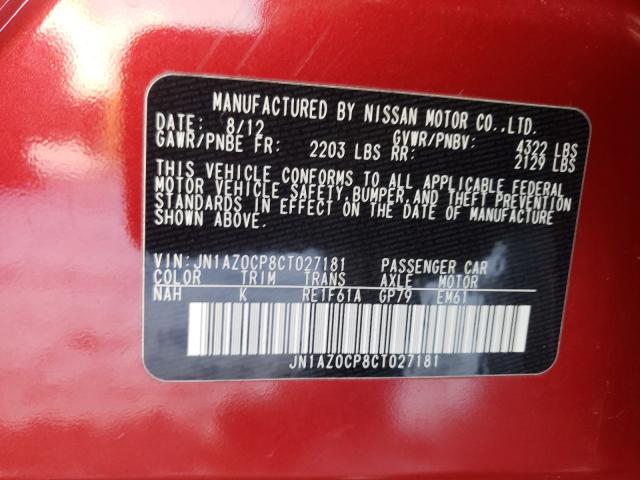 MANUFACTURED BY NISSAN MOTOR CO.,LTD.
DATE: 8/12 GVWR/PNBV: 4322 LBS
GAWR/PNBE FR: 2203 LBS RR: 2129 LBS
THIS VEHICLE CONFORMS TO ALL APPLICABLE FEDERAL
MOTOR VEHICLE SAFETY,BUMPER,AND THEFT PREVENTION
STANDARDS IN EFFECT ON THE DATE OF MANUFACTURE
SHOWN ABOVE.
VIN:JN1AZ0CP8CT027181 PASSENGER CAR
COLOR TRIM TRANS AXLE MOTOR
NAH K RE1F61A GP79 EM61
JN1AZ0CP8CT027181